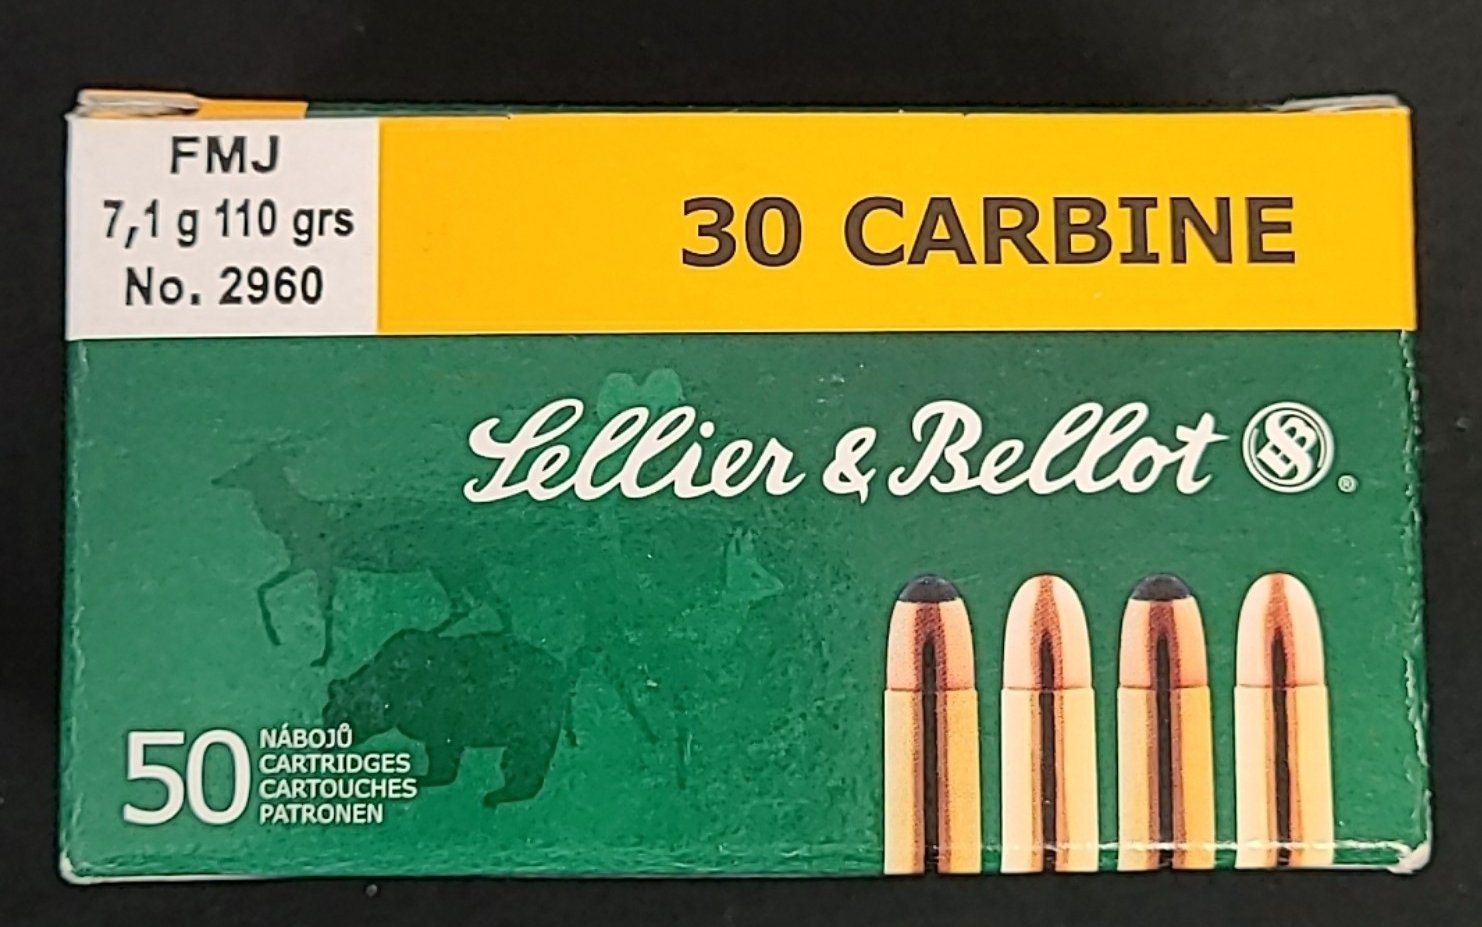 FMJ
7,1 g 110 grs
No. 2960
30 CARBINE
Sellier & Bellot S&B ®
50
NÁBOJŮ
CARTRIDGES
CARTOUCHES
PATRONEN